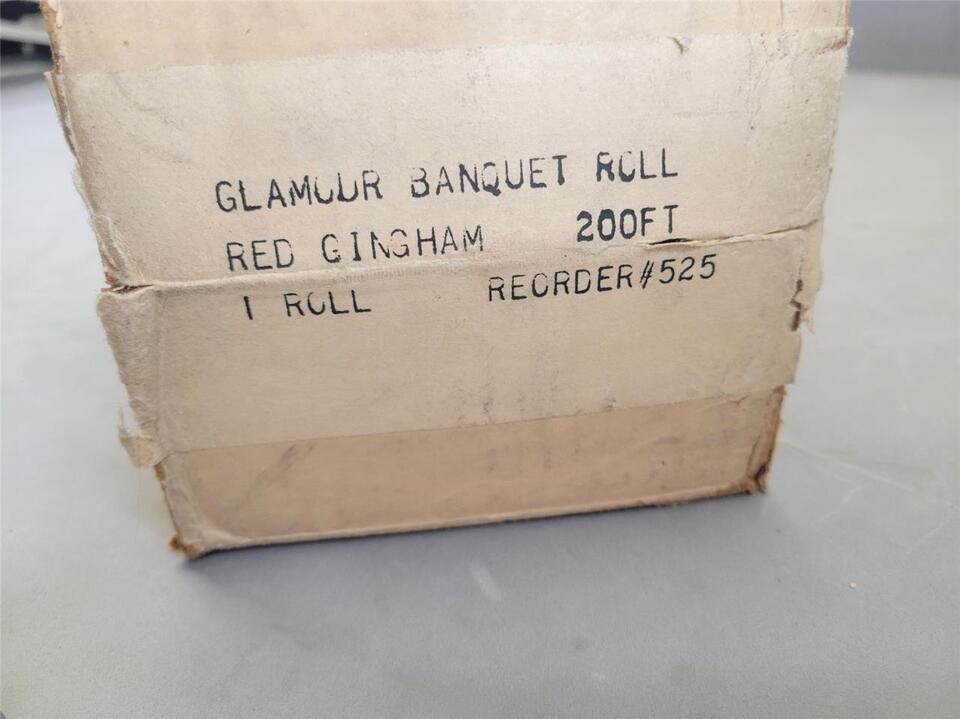 GLAMOUR BANQUET ROLL
RED GINGHAM 200FT
1 ROLL REORDER#525